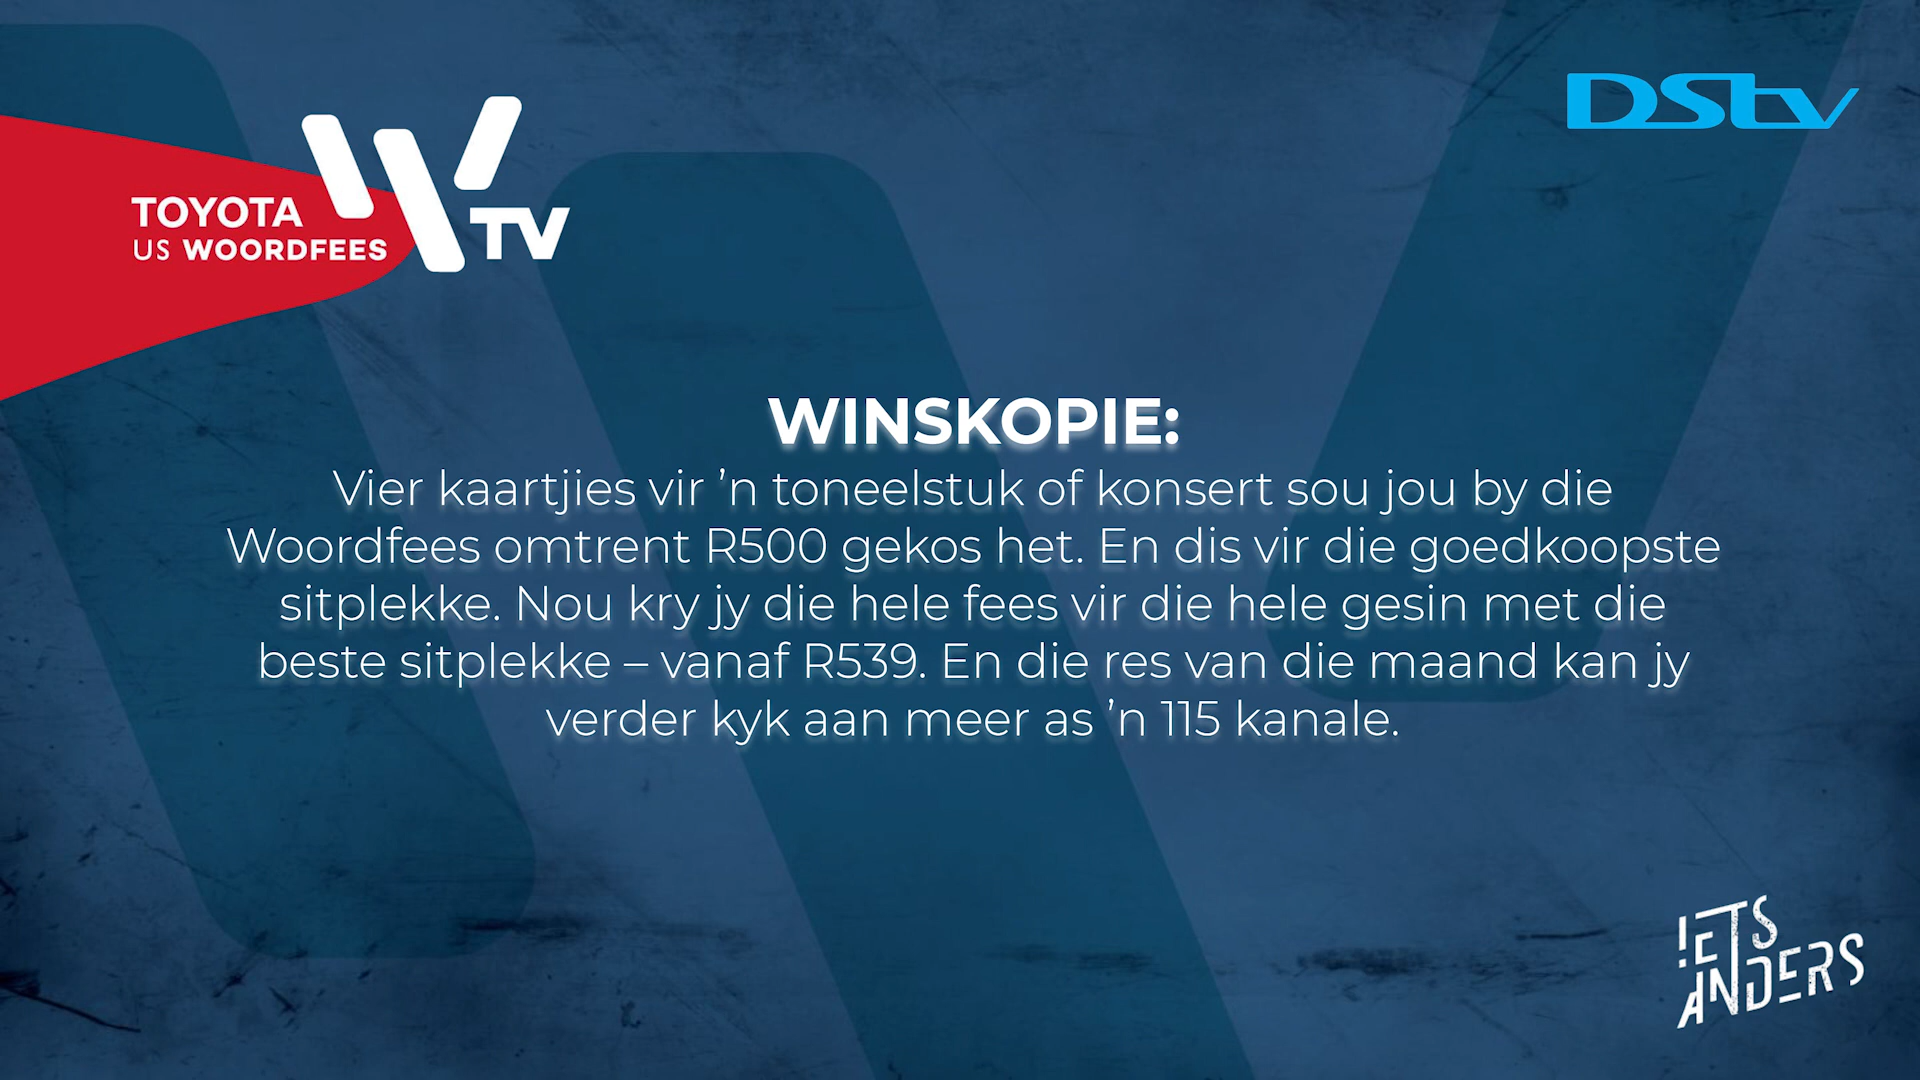 DStv
TOYOTA
US WOORDFEES
W TV
WINSKOPIE:
Vier kaartjies vir ’n toneelstuk of konsert sou jou by die
Woordfees omtrent R500 gekos het. En dis vir die goedkoopste
sitplekke. Nou kry jy die hele fees vir die hele gesin met die
beste sitplekke – vanaf R539. En die res van die maand kan jy
verder kyk aan meer as ’n 115 kanale.
IETS
ANDERS